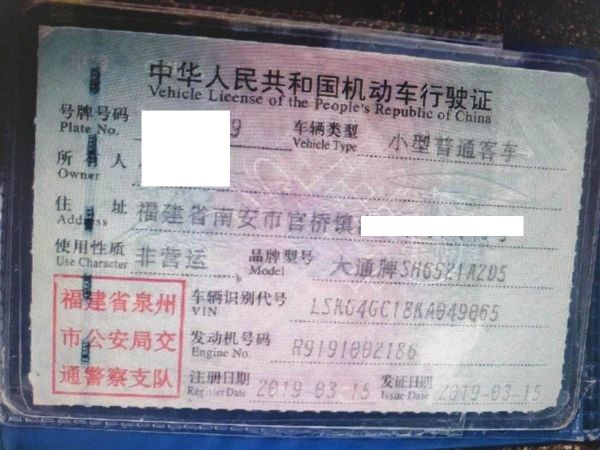 中华人民共和国机动车行驶证
Vehicle License of the People's Republic of China
号牌号码 9 车辆类型 小型普通客车
Plate No. Vehicle Type
所有人
Owner
住址 福建省南安市官桥镇
Address
使用性质 非营运 品牌型号 大通牌SH6521A2D5
Use Character Model
福建省泉州
市公安局交
通警察支队
车辆识别代号 LSKG4GC18KA049065
VIN
发动机号码 R9191002186
Engine No.
注册日期 2019-03-15 发证日期 2019-03-15
Register Date Issue Date